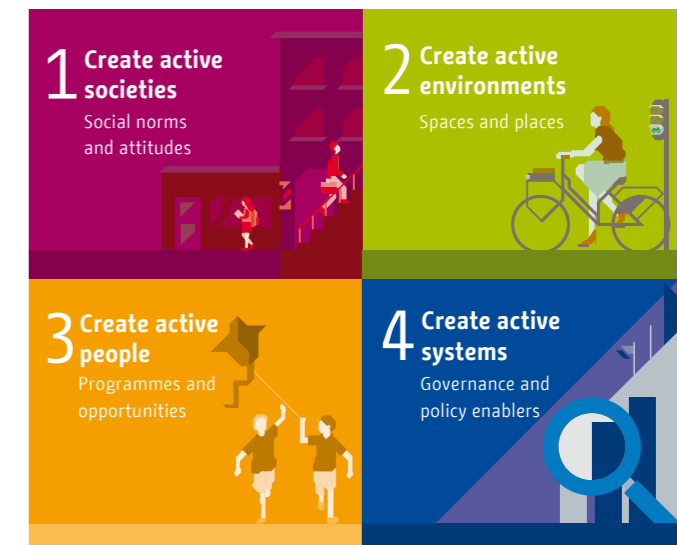 1 Create active
societies
Social norms
and attitudes
2 Create active
environments
Spaces and places
3 Create active
people
Programmes and
opportunities
4 Create active
systems
Governance and
policy enablers